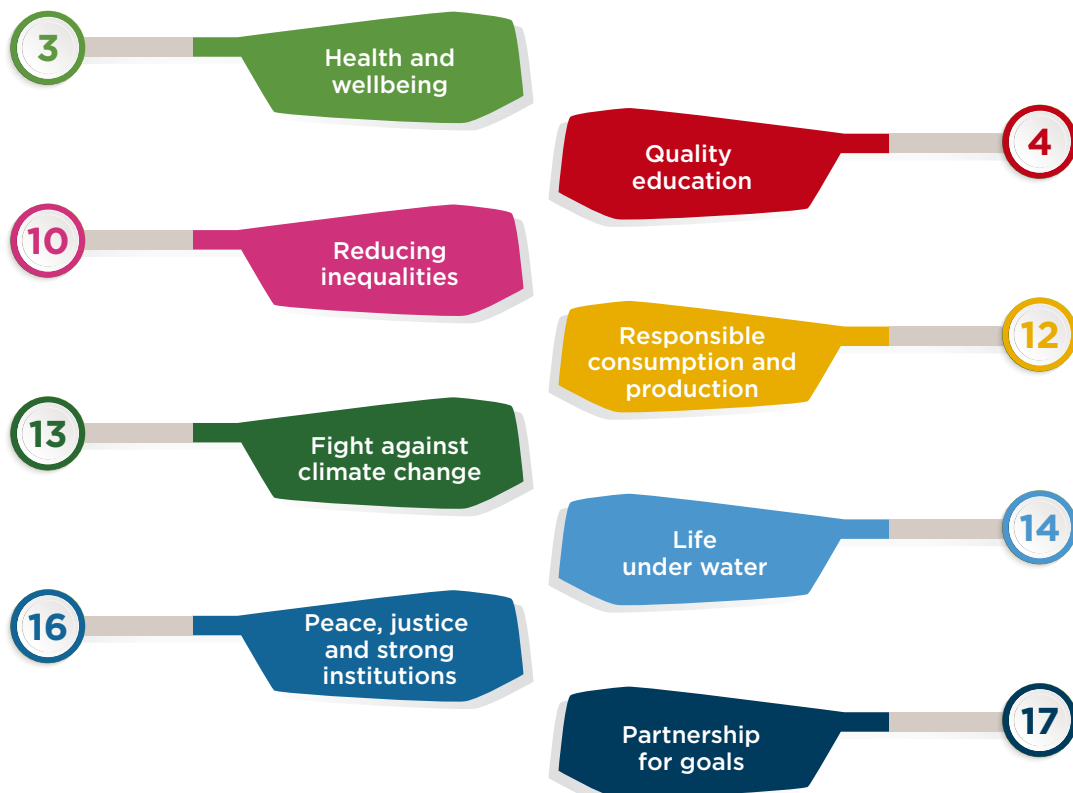 3
Health and
wellbeing
4
Quality
education
10
Reducing
inequalities
12
Responsible
consumption and
production
13
Fight against
climate change
14
Life
under water
16
Peace, justice
and strong
institutions
17
Partnership
for goals